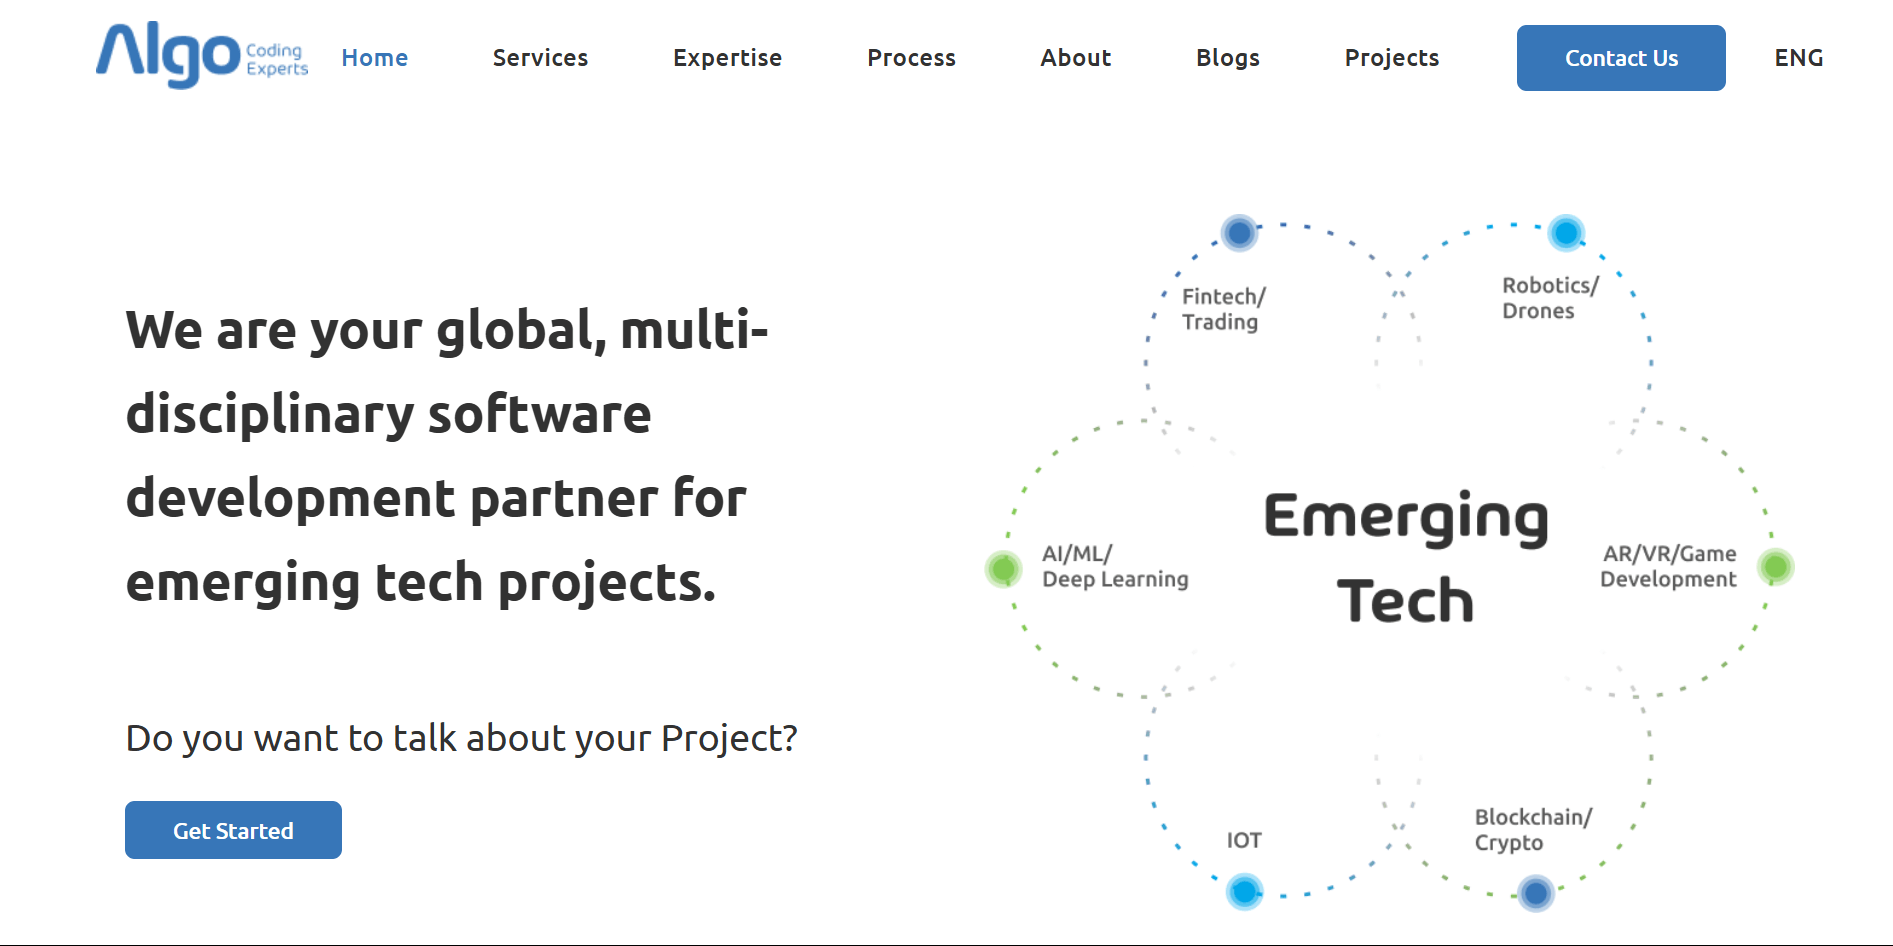 Algo Coding Experts
Home Services Expertise Process About Blogs Projects Contact Us ENG
We are your global, multi-
disciplinary software
development partner for
emerging tech projects.
Do you want to talk about your Project?
Get Started
Fintech/
Trading
Robotics/
Drones
AI/ML/
Deep Learning
Emerging
Tech
AR/VR/Game
Development
IOT
Blockchain/
Crypto